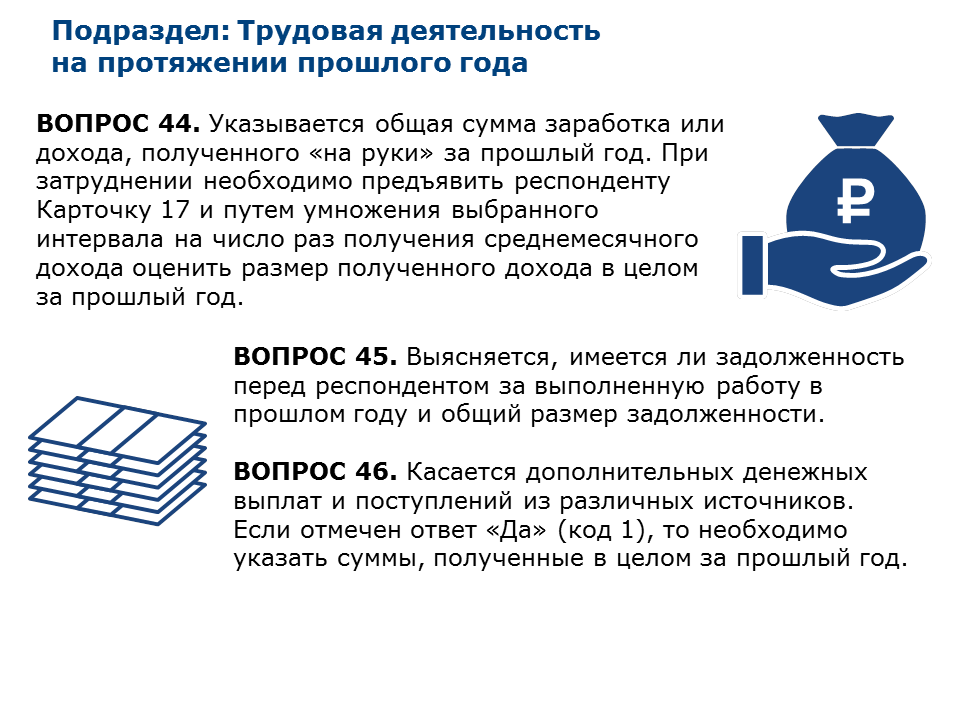 Подраздел: Трудовая деятельность
на протяжении прошлого года
ВОПРОС 44. Указывается общая сумма заработка или
дохода, полученного «на руки» за прошлый год. При
затруднении необходимо предъявить респонденту
Карточку 17 и путем умножения выбранного
интервала на число раз получения среднемесячного
дохода оценить размер полученного дохода в целом
за прошлый год.
₽
ВОПРОС 45. Выясняется, имеется ли задолженность
перед респондентом за выполненную работу в
прошлом году и общий размер задолженности.
ВОПРОС 46. Касается дополнительных денежных
выплат и поступлений из различных источников.
Если отмечен ответ «Да» (код 1), то необходимо
указать суммы, полученные в целом за прошлый год.